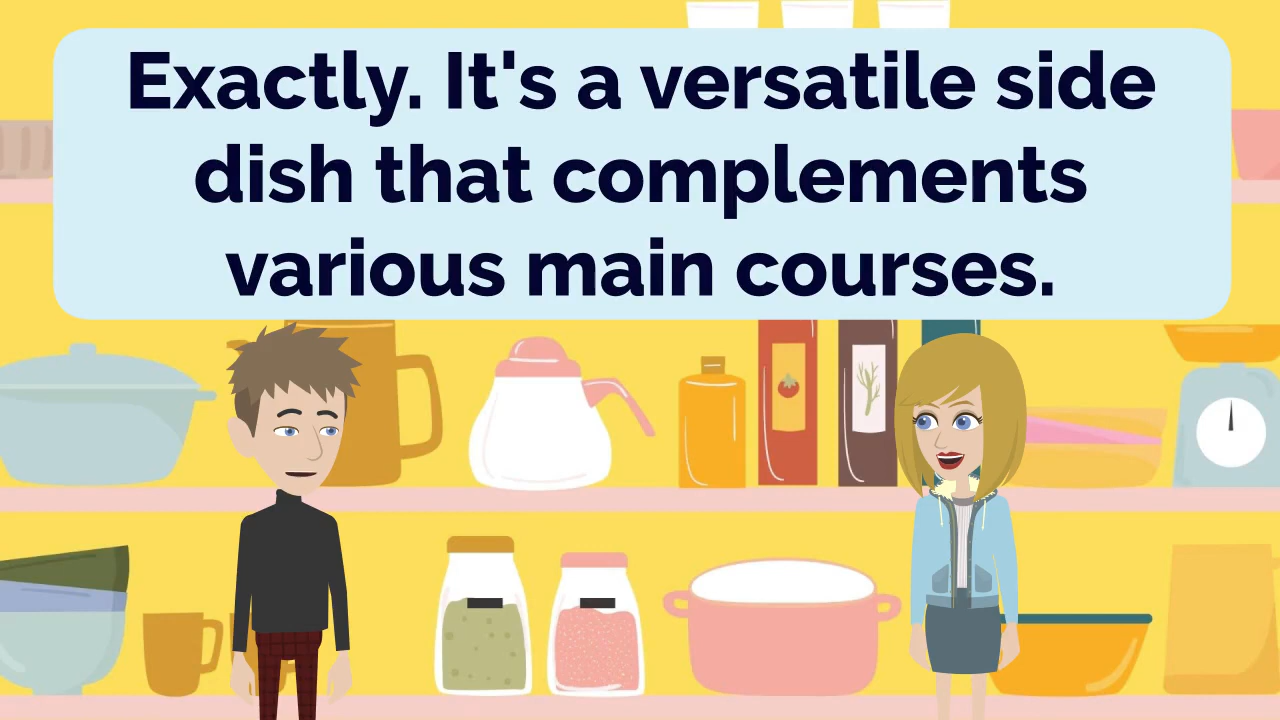 Exactly. It's a versatile side
dish that complements
various main courses.